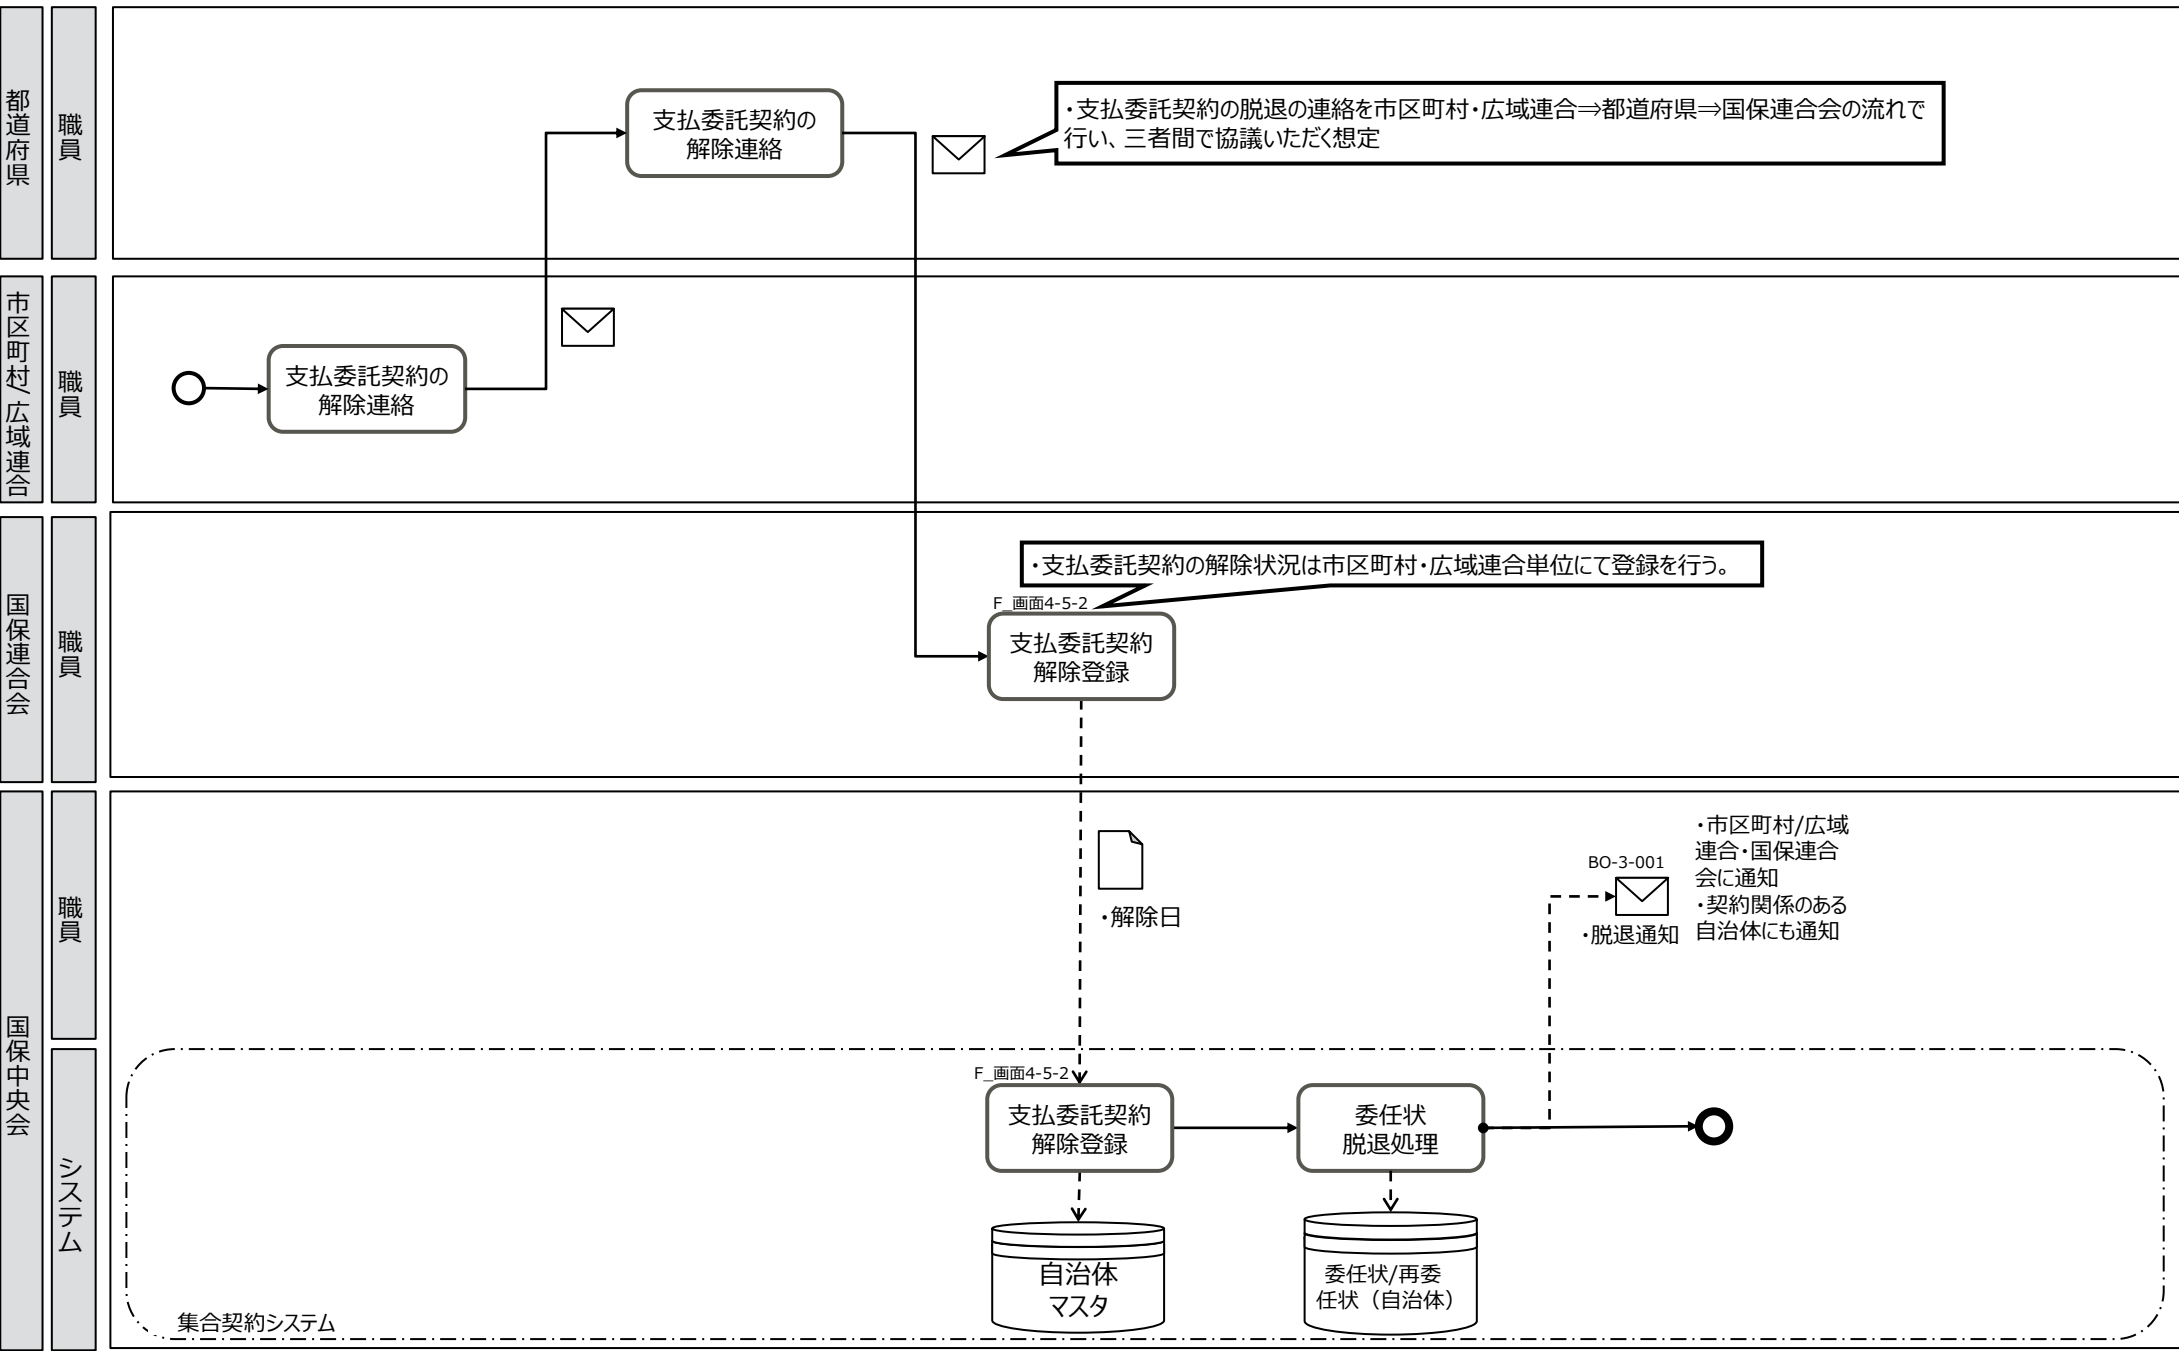 都道府県
職員
支払委託契約の
解除連絡
・支払委託契約の脱退の連絡を市区町村・広域連合⇒都道府県⇒国保連合会の流れで
行い、三者間で協議いただく想定
市区町村/広域連合
職員
支払委託契約の
解除連絡
国保連合会
職員
・支払委託契約の解除状況は市区町村・広域連合単位にて登録を行う。
F_画面4-5-2
支払委託契約
解除登録
国保中央会
職員
・解除日
BO-3-001
・脱退通知
・市区町村/広域
連合・国保連合
会に通知
・契約関係のある
自治体にも通知
システム
F_画面4-5-2
支払委託契約
解除登録
委任状
脱退処理
自治体
マスタ
委任状/再委
任状（自治体）
集合契約システム